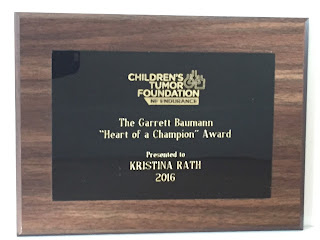 CHILDREN'S
TUMOR
FOUNDATION
NF ENDURANCE
The Garrett Baumann
"Heart of a Champion" Award
Presented to
KRISTINA RATH
2016